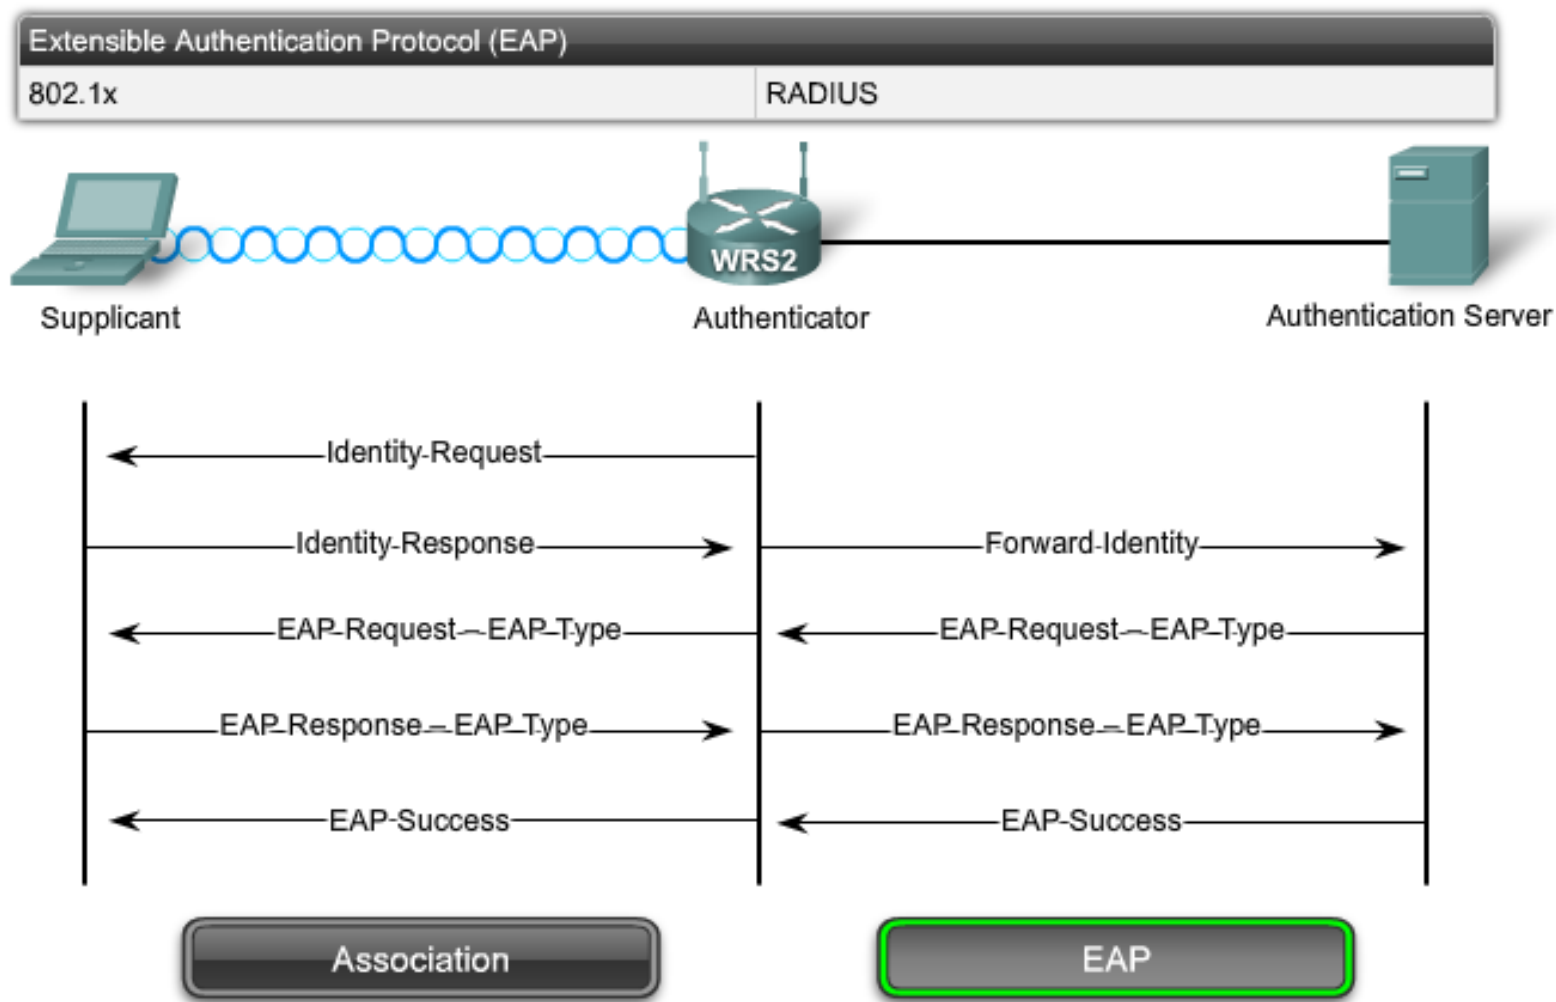 Extensible Authentication Protocol (EAP)
802.1x RADIUS
WRS2
Supplicant Authenticator Authentication Server
Identity Request
Identity Response Forward Identity
EAP Request – EAP Type EAP Request – EAP Type
EAP Response – EAP Type EAP Response – EAP Type
EAP Success EAP Success
Association EAP